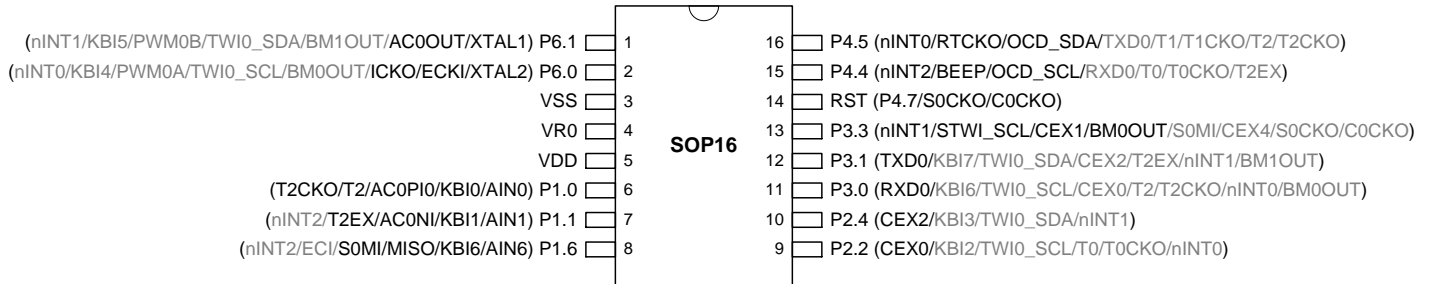 (nINT1/KBI5/PWM0B/TWI0_SDA/BM1OUT/AC0OUT/XTAL1) P6.1 1
(nINT0/KBI4/PWM0A/TWI0_SCL/BM0OUT/ICKO/ECKI/XTAL2) P6.0 2
VSS 3
VR0 4
VDD 5
(T2CKO/T2/AC0PI0/KBI0/AIN0) P1.0 6
(nINT2/T2EX/AC0NI/KBI1/AIN1) P1.1 7
(nINT2/ECI/S0MI/MISO/KBI6/AIN6) P1.6 8
SOP16
16 P4.5 (nINT0/RTCKO/OCD_SDA/TXD0/T1/T1CKO/T2/T2CKO)
15 P4.4 (nINT2/BEEP/OCD_SCL/RXD0/T0/T0CKO/T2EX)
14 RST (P4.7/S0CKO/C0CKO)
13 P3.3 (nINT1/STWI_SCL/CEX1/BM0OUT/S0MI/CEX4/S0CKO/C0CKO)
12 P3.1 (TXD0/KBI7/TWI0_SDA/CEX2/T2EX/nINT1/BM1OUT)
11 P3.0 (RXD0/KBI6/TWI0_SCL/CEX0/T2/T2CKO/nINT0/BM0OUT)
10 P2.4 (CEX2/KBI3/TWI0_SDA/nINT1)
9 P2.2 (CEX0/KBI2/TWI0_SCL/T0/T0CKO/nINT0)